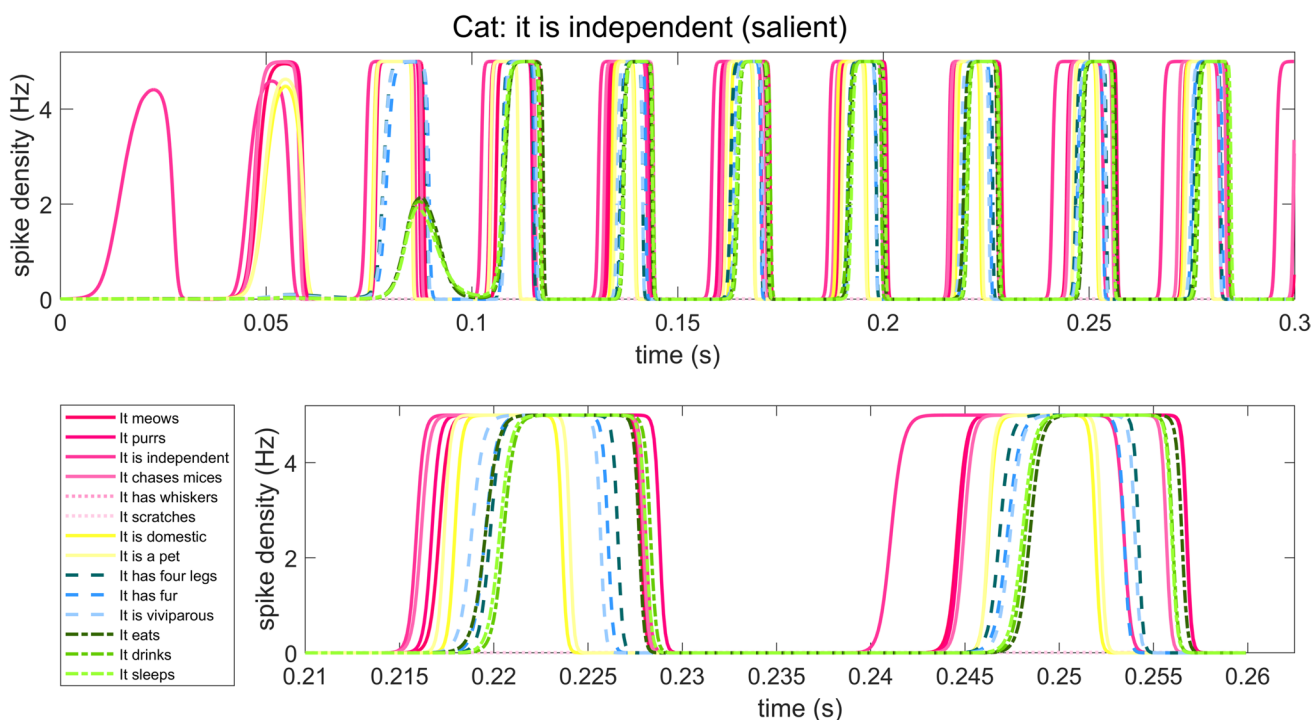 Cat: it is independent (salient)
spike density (Hz)
4
2
0
0 0.05 0.1 0.15 0.2 0.25 0.3
time (s)
It meows
It purrs
It is independent
It chases mices
It has whiskers
It scratches
It is domestic
It is a pet
It has four legs
It has fur
It is viviparous
It eats
It drinks
It sleeps
spike density (Hz)
4
2
0
0.21 0.215 0.22 0.225 0.23 0.235 0.24 0.245 0.25 0.255 0.26
time (s)